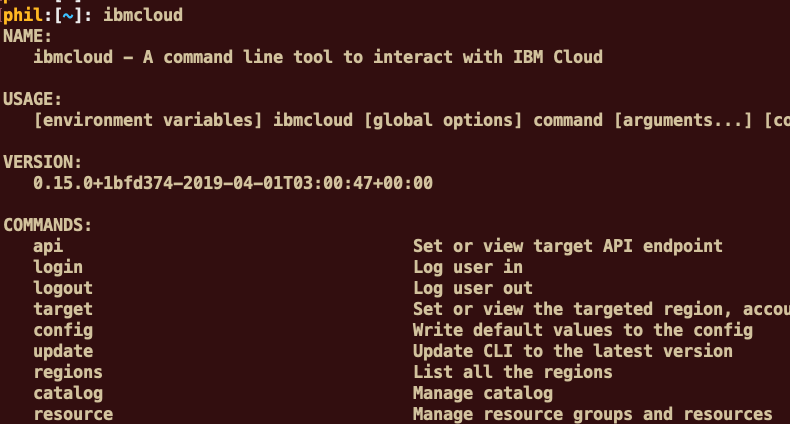 phil:[~]: ibmcloud
NAME:
ibmcloud - A command line tool to interact with IBM Cloud
USAGE:
[environment variables] ibmcloud [global options] command [arguments...] [co
VERSION:
0.15.0+1bfd374-2019-04-01T03:00:47+00:00
COMMANDS:
api Set or view target API endpoint
login Log user in
logout Log user out
target Set or view the targeted region, accou
config Write default values to the config
update Update CLI to the latest version
regions List all the regions
catalog Manage catalog
resource Manage resource groups and resources